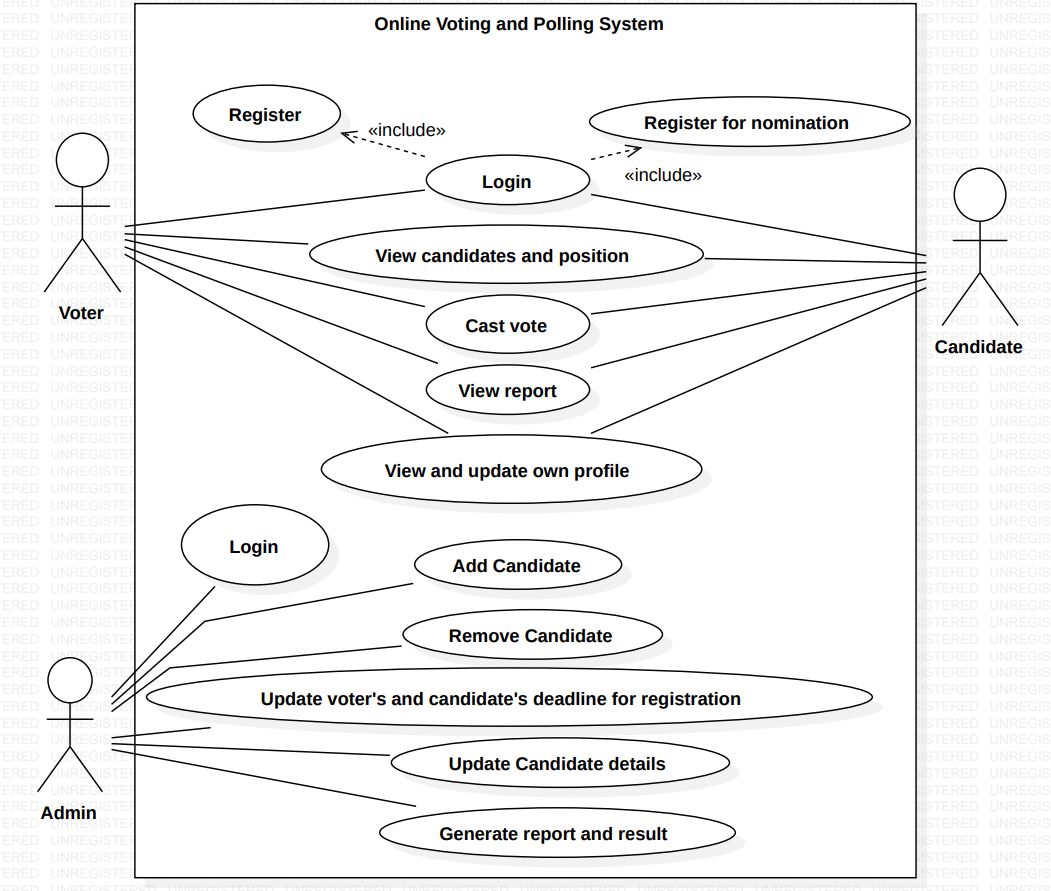 Online Voting and Polling System
Register
«include»
Register for nomination
Login
«include»
View candidates and position
Voter
Cast vote
Candidate
View report
View and update own profile
Login
Add Candidate
Remove Candidate
Update voter's and candidate's deadline for registration
Update Candidate details
Admin
Generate report and result
UNREGISTERED